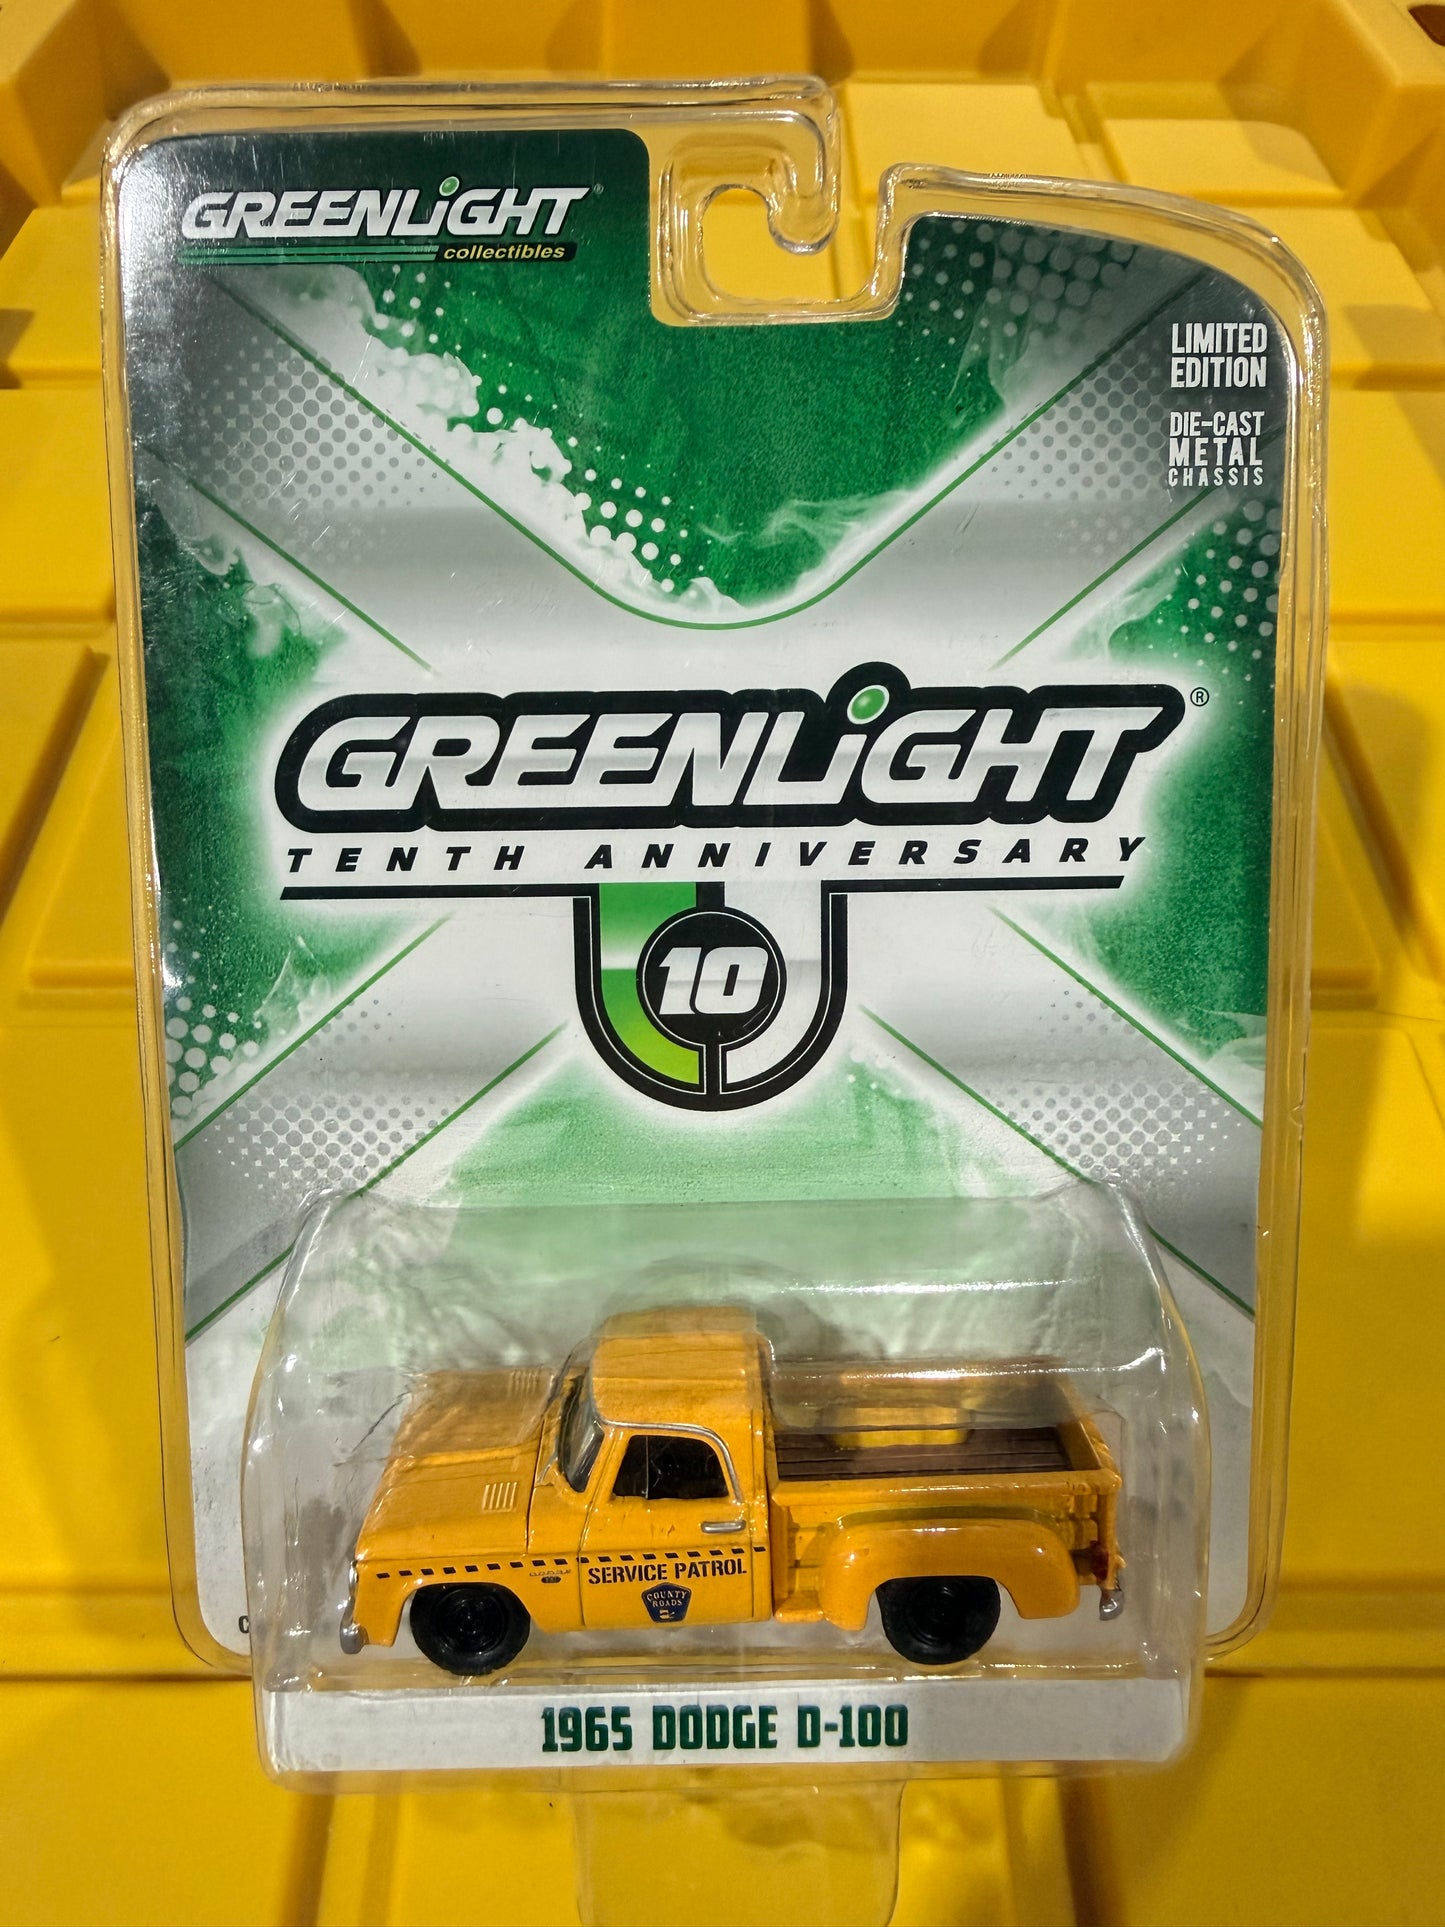 GREENLiGHT®
collectibles
LIMITED
EDITION
DIE-CAST
METAL
CHASSIS
GREENLiGHT®
TENTH ANNIVERSARY
10
SERVICE PATROL
COUNTY
ROADS
1965 DODGE D-100